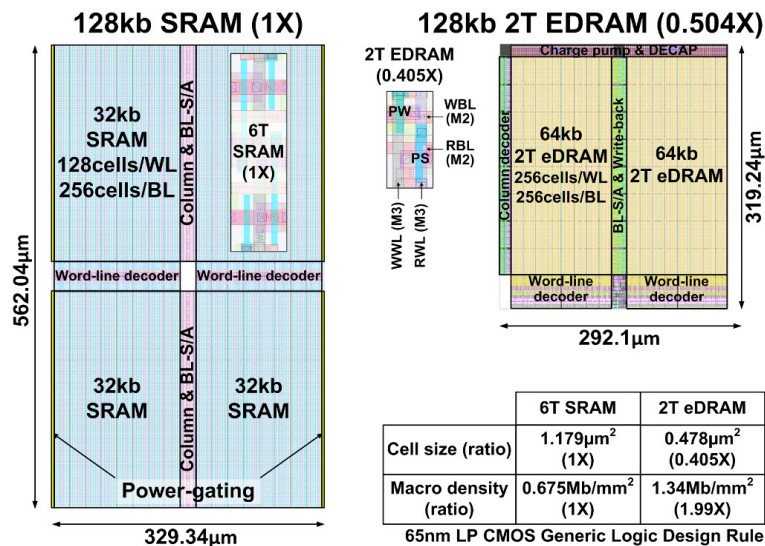 128kb SRAM (1X)
562.04µm
32kb
SRAM
128cells/WL
256cells/BL
Column & BL-S/A
6T
SRAM
(1X)
Word-line decoder
Word-line decoder
32kb
SRAM
Column & BL-S/A
32kb
SRAM
Power-gating
329.34µm
128kb 2T EDRAM (0.504X)
2T EDRAM
(0.405X)
PW
PS
WBL
(M2)
RBL
(M2)
WWL (M3)
RWL (M3)
Charge pump & DECAP
Column decoder
64kb
2T eDRAM
256cells/WL
256cells/BL
BL-S/A & Write-back
64kb
2T eDRAM
Word-line
decoder
Word-line
decoder
319.24µm
292.1µm
6T SRAM 2T eDRAM
Cell size (ratio) 1.179µm² (1X) 0.478µm² (0.405X)
Macro density (ratio) 0.675Mb/mm² (1X) 1.34Mb/mm² (1.99X)
65nm LP CMOS Generic Logic Design Rule